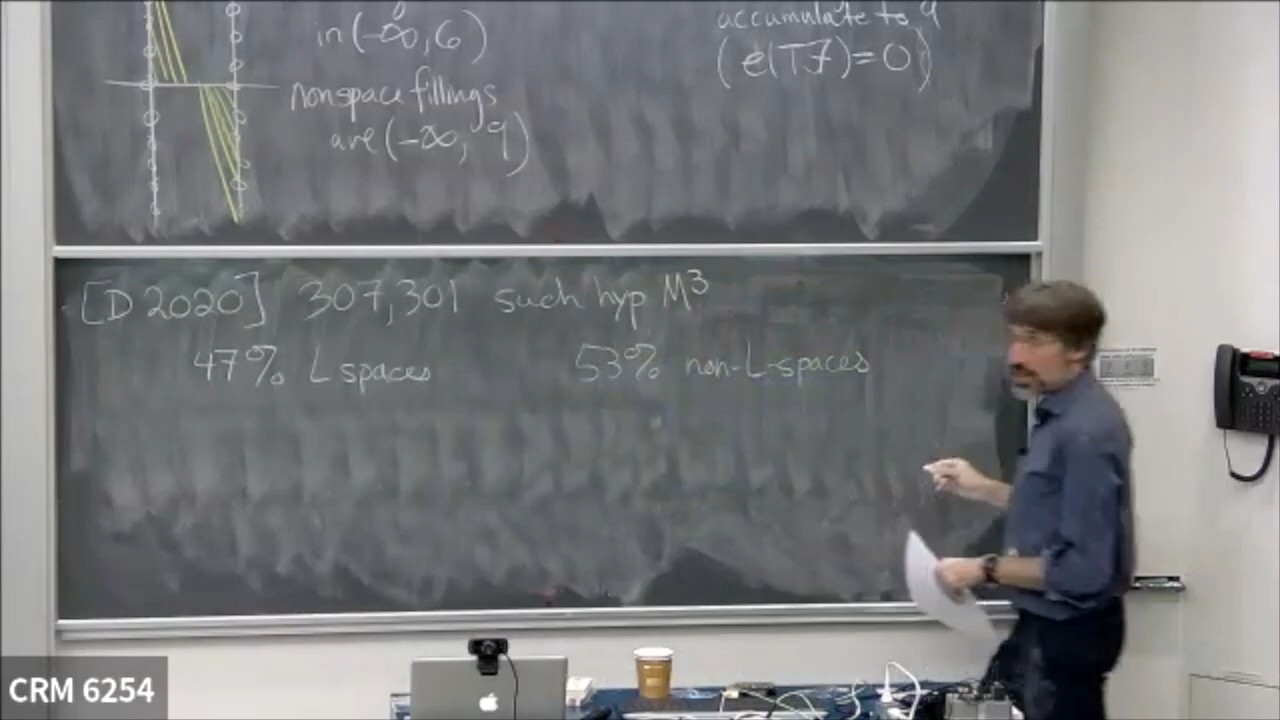 in (-∞, 6)
nonspace fillings
are (-∞, 9)
accumulate to 9
(e(TF)=0)
[D 2020] 307,301 such hyp M³
47% L spaces 53% non-L-spaces
CRM 6254